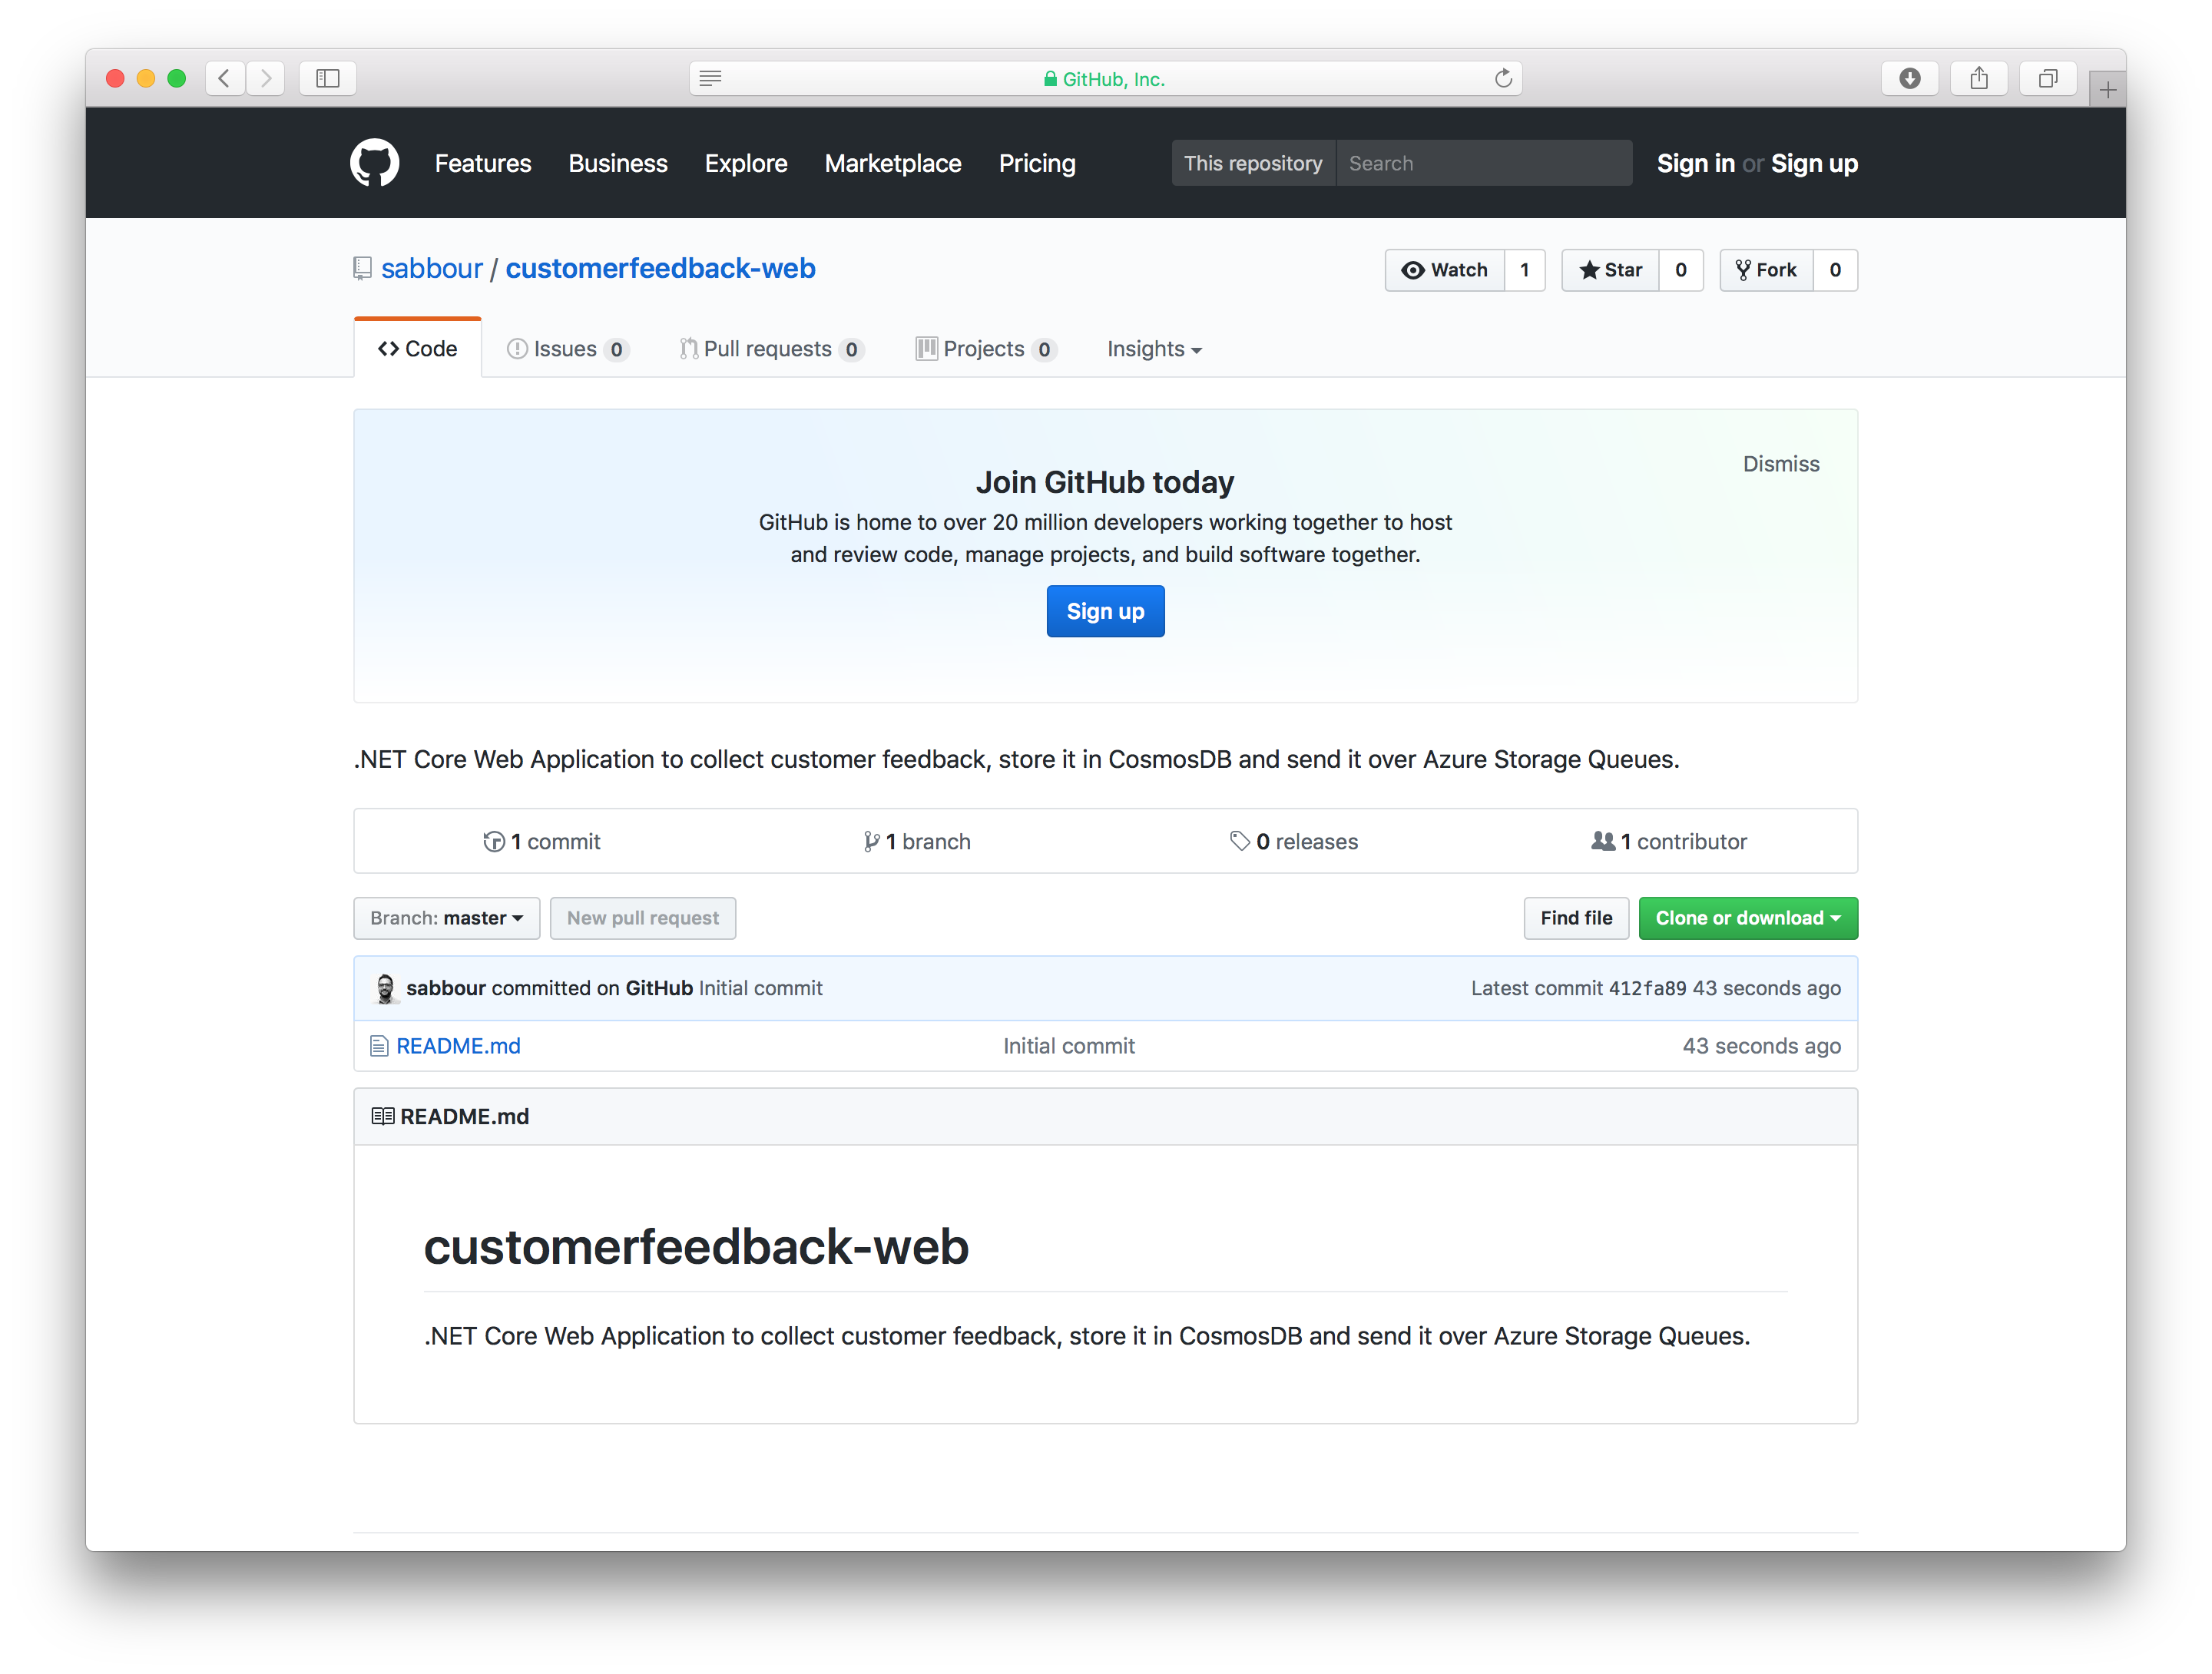 GitHub, Inc.
Features Business Explore Marketplace Pricing This repository Search Sign in or Sign up
sabbour / customerfeedback-web Watch 1 Star 0 Fork 0
Code Issues 0 Pull requests 0 Projects 0 Insights
Dismiss
Join GitHub today
GitHub is home to over 20 million developers working together to host
and review code, manage projects, and build software together.
Sign up
.NET Core Web Application to collect customer feedback, store it in CosmosDB and send it over Azure Storage Queues.
1 commit 1 branch 0 releases 1 contributor
Branch: master New pull request Find file Clone or download
sabbour committed on GitHub Initial commit Latest commit 412fa89 43 seconds ago
README.md Initial commit 43 seconds ago
README.md
customerfeedback-web
.NET Core Web Application to collect customer feedback, store it in CosmosDB and send it over Azure Storage Queues.